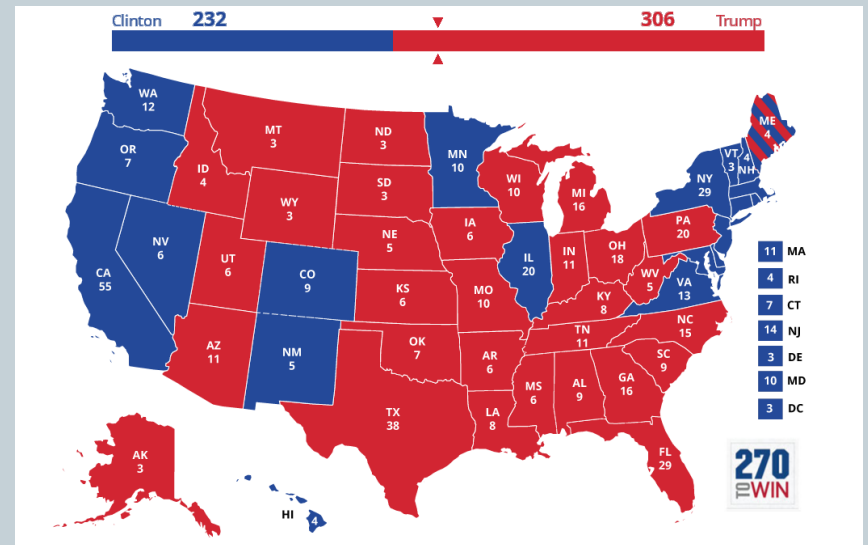 Clinton 232 306 Trump
WA
12
OR
7
CA
55
NV
6
ID
4
MT
3
WY
3
UT
6
AZ
11
CO
9
NM
5
ND
3
SD
3
NE
5
KS
6
OK
7
TX
38
MN
10
IA
6
MO
10
AR
6
LA
8
WI
10
IL
20
MI
16
IN
11
OH
18
KY
8
TN
11
MS
6
AL
9
GA
16
FL
29
SC
9
NC
15
VA
13
WV
5
PA
20
NY
29
VT
3
4
NH
ME
4
11 MA
4 RI
7 CT
14 NJ
3 DE
10 MD
3 DC
AK
3
HI 4
270
TO WIN